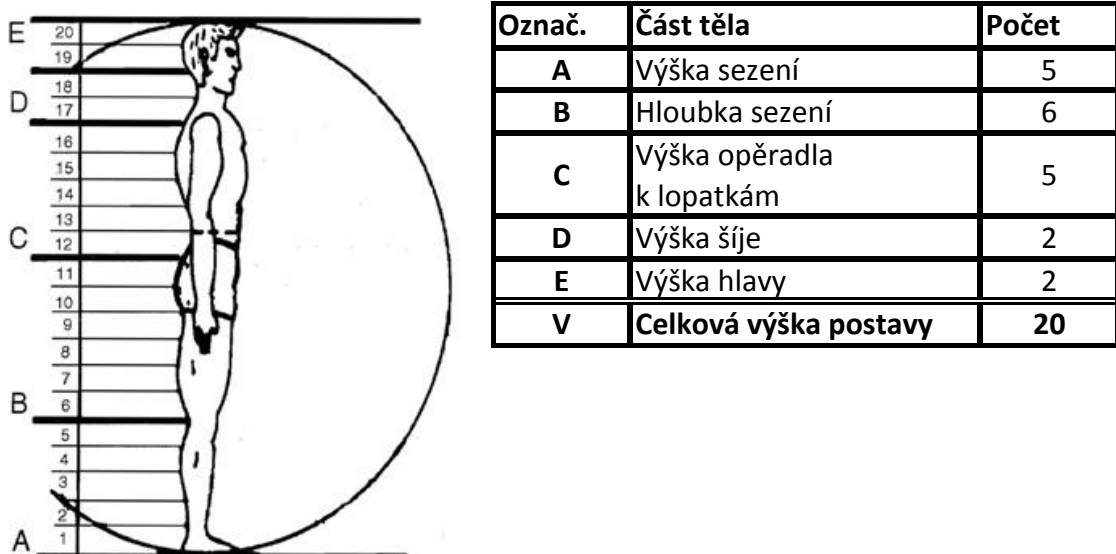 E
20
19
18
D
17
16
15
14
13
C
12
11
10
9
8
7
B
6
5
4
3
2
A
1
Označ. Část těla Počet
A Výška sezení 5
B Hloubka sezení 6
C Výška opěradla
k lopatkám 5
D Výška šíje 2
E Výška hlavy 2
V Celková výška postavy 20